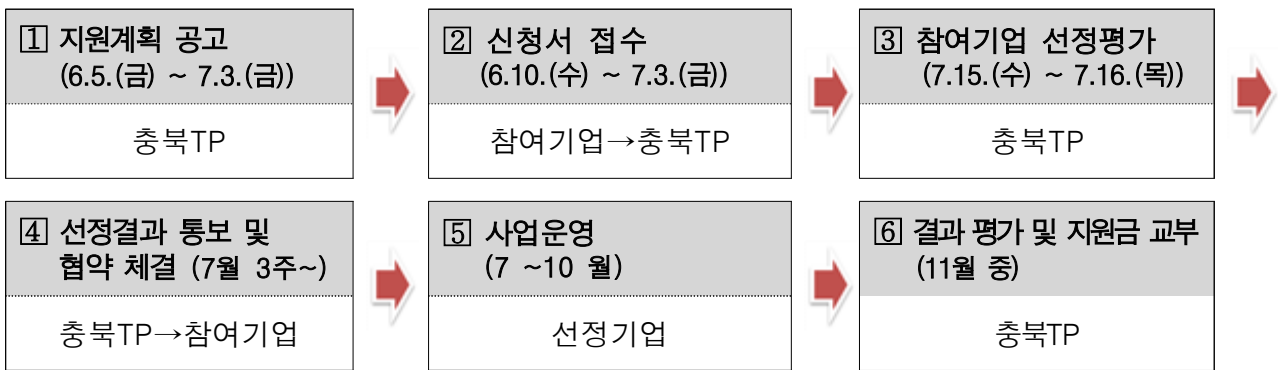 1 지원계획 공고
(6.5.(금) ~ 7.3.(금))
충북TP
2 신청서 접수
(6.10.(수) ~ 7.3.(금))
참여기업→충북TP
3 참여기업 선정평가
(7.15.(수) ~ 7.16.(목))
충북TP
4 선정결과 통보 및
협약 체결 (7월 3주~)
충북TP→참여기업
5 사업운영
(7 ~10 월)
선정기업
6 결과 평가 및 지원금 교부
(11월 중)
충북TP